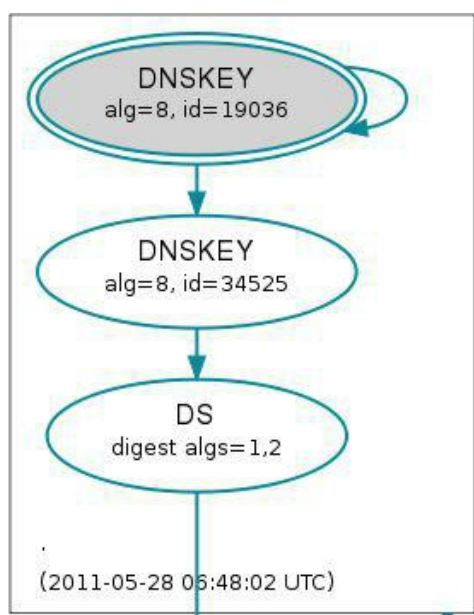 DNSKEY
alg=8, id=19036
DNSKEY
alg=8, id=34525
DS
digest algs=1,2
.
(2011-05-28 06:48:02 UTC)